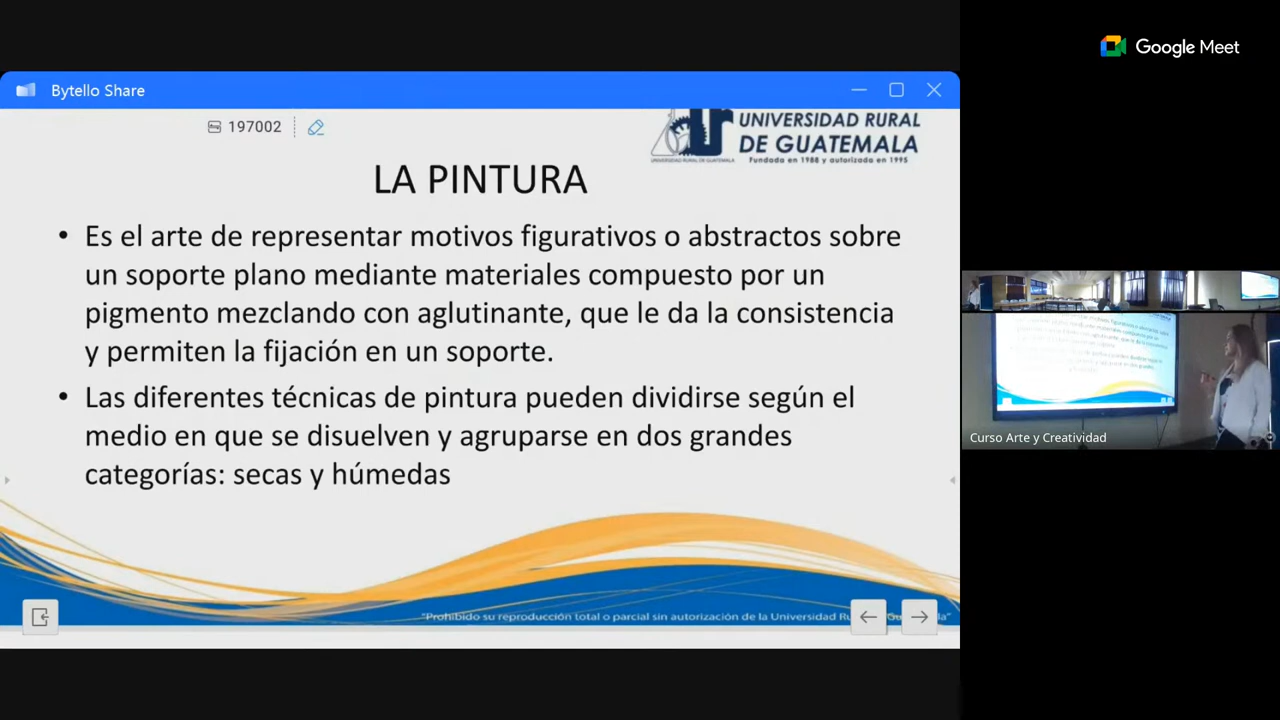 Google Meet
Bytello Share
197002
UNIVERSIDAD RURAL
DE GUATEMALA
Fundada en 1988 y autorizada en 1995
UNIVERSIDAD RURAL DE GUATEMALA
LA PINTURA
• Es el arte de representar motivos figurativos o abstractos sobre
un soporte plano mediante materiales compuesto por un
pigmento mezclando con aglutinante, que le da la consistencia
y permiten la fijación en un soporte.
• Las diferentes técnicas de pintura pueden dividirse según el
medio en que se disuelven y agruparse en dos grandes
categorías: secas y húmedas
"Prohibido su reproducción total o parcial sin autorización de la Universidad
Curso Arte y Creatividad